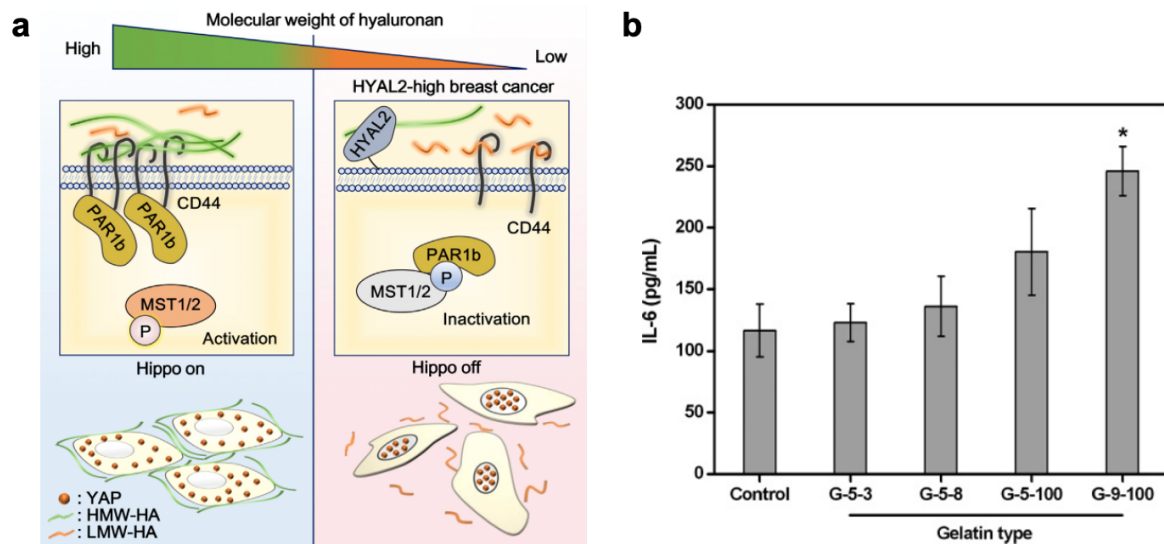 a
Molecular weight of hyaluronan
High
Low
HYAL2-high breast cancer
CD44
PAR1b
PAR1b
MST1/2
P
Activation
Hippo on
HYAL2
CD44
PAR1b
P
MST1/2
Inactivation
Hippo off
: YAP
: HMW-HA
: LMW-HA
b
IL-6 (pg/mL)
300
250
200
150
100
50
0
*
Control G-5-3 G-5-8 G-5-100 G-9-100
Gelatin type